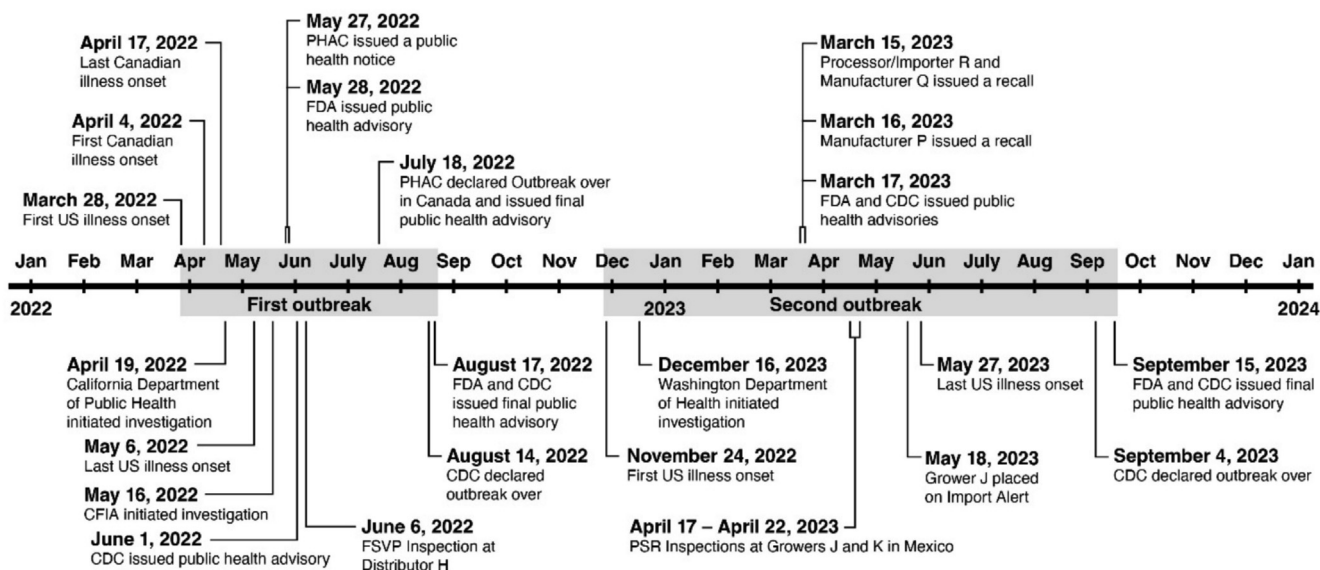 April 17, 2022
Last Canadian
illness onset
April 4, 2022
First Canadian
illness onset
March 28, 2022
First US illness onset
May 27, 2022
PHAC issued a public
health notice
May 28, 2022
FDA issued public
health advisory
July 18, 2022
PHAC declared Outbreak over
in Canada and issued final
public health advisory
March 15, 2023
Processor/Importer R and
Manufacturer Q issued a recall
March 16, 2023
Manufacturer P issued a recall
March 17, 2023
FDA and CDC issued public
health advisories
Jan Feb Mar Apr May Jun July Aug Sep Oct Nov Dec Jan Feb Mar Apr May Jun July Aug Sep Oct Nov Dec Jan
2022 First outbreak 2023 Second outbreak 2024
April 19, 2022
California Department
of Public Health
initiated investigation
May 6, 2022
Last US illness onset
May 16, 2022
CFIA initiated investigation
June 1, 2022
CDC issued public health advisory
June 6, 2022
FSVP Inspection at
Distributor H
August 17, 2022
FDA and CDC
issued final public
health advisory
August 14, 2022
CDC declared
outbreak over
December 16, 2023
Washington Department
of Health initiated
investigation
November 24, 2022
First US illness onset
April 17 – April 22, 2023
PSR Inspections at Growers J and K in Mexico
May 27, 2023
Last US illness onset
May 18, 2023
Grower J placed
on Import Alert
September 15, 2023
FDA and CDC issued final
public health advisory
September 4, 2023
CDC declared outbreak over